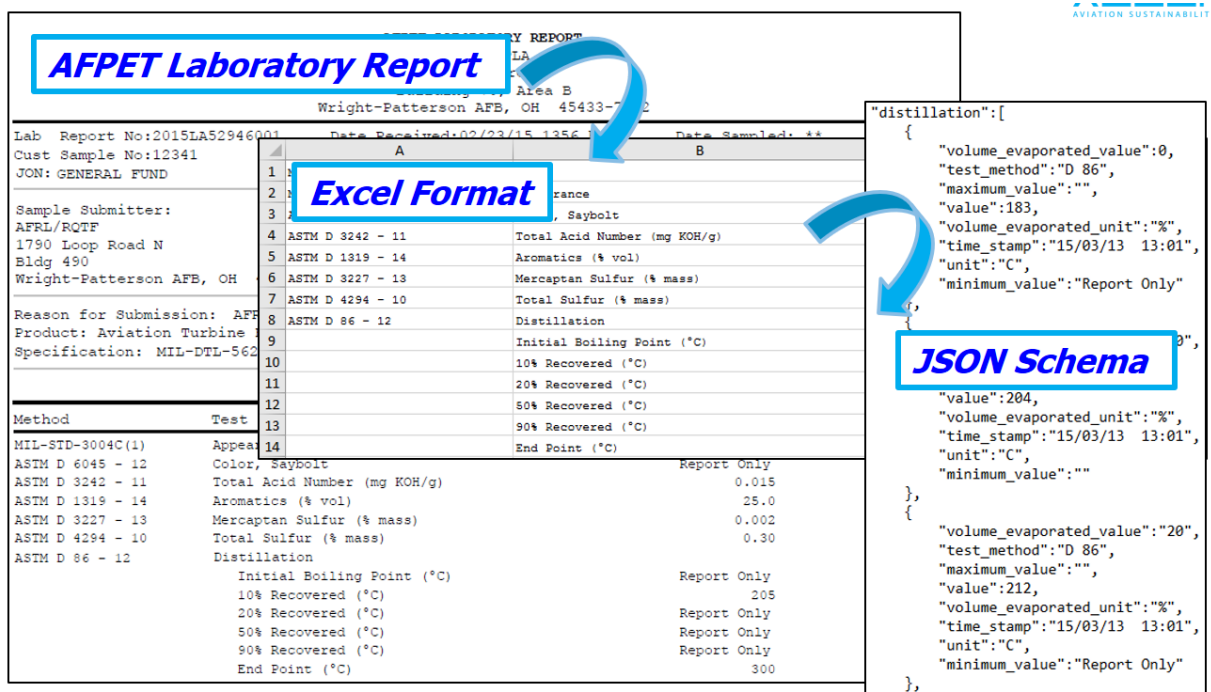 AVIATION SUSTAINABILIT
RY REPORT
AFPET Laboratory Report
LA
Area B
Wright-Patterson AFB, OH 45433-7 2
Lab Report No:2015LA52946001 Date Received:02/23/15 1356 Date Sampled: **
Cust Sample No:12341
JON: GENERAL FUND
Sample Submitter:
AFRL/RQTF
1790 Loop Road N
Bldg 490
Wright-Patterson AFB, OH
Reason for Submission: AFP
Product: Aviation Turbine
Specification: MIL-DTL-562
Method Test
MIL-STD-3004C(1) Appea
ASTM D 6045 - 12 Color, Saybolt Report Only
ASTM D 3242 - 11 Total Acid Number (mg KOH/g) 0.015
ASTM D 1319 - 14 Aromatics (% vol) 25.0
ASTM D 3227 - 13 Mercaptan Sulfur (% mass) 0.002
ASTM D 4294 - 10 Total Sulfur (% mass) 0.30
ASTM D 86 - 12 Distillation
Initial Boiling Point (°C) Report Only
10% Recovered (°C) 205
20% Recovered (°C) Report Only
50% Recovered (°C) Report Only
90% Recovered (°C) Report Only
End Point (°C) 300
A B
1
Excel Format
2 rance
3 , Saybolt
4 ASTM D 3242 - 11 Total Acid Number (mg KOH/g)
5 ASTM D 1319 - 14 Aromatics (% vol)
6 ASTM D 3227 - 13 Mercaptan Sulfur (% mass)
7 ASTM D 4294 - 10 Total Sulfur (% mass)
8 ASTM D 86 - 12 Distillation
9 Initial Boiling Point (°C)
10 10% Recovered (°C)
11 20% Recovered (°C)
12 50% Recovered (°C)
13 90% Recovered (°C)
14 End Point (°C)
"distillation":[
{
"volume_evaporated_value":0,
"test_method":"D 86",
"maximum_value":"",
"value":183,
"volume_evaporated_unit":"%",
"time_stamp":"15/03/13 13:01",
"unit":"C",
"minimum_value":"Report Only"
},
{
0",
JSON Schema
"value":204,
"volume_evaporated_unit":"%",
"time_stamp":"15/03/13 13:01",
"unit":"C",
"minimum_value":""
},
{
"volume_evaporated_value":"20",
"test_method":"D 86",
"maximum_value":"",
"value":212,
"volume_evaporated_unit":"%",
"time_stamp":"15/03/13 13:01",
"unit":"C",
"minimum_value":"Report Only"
},